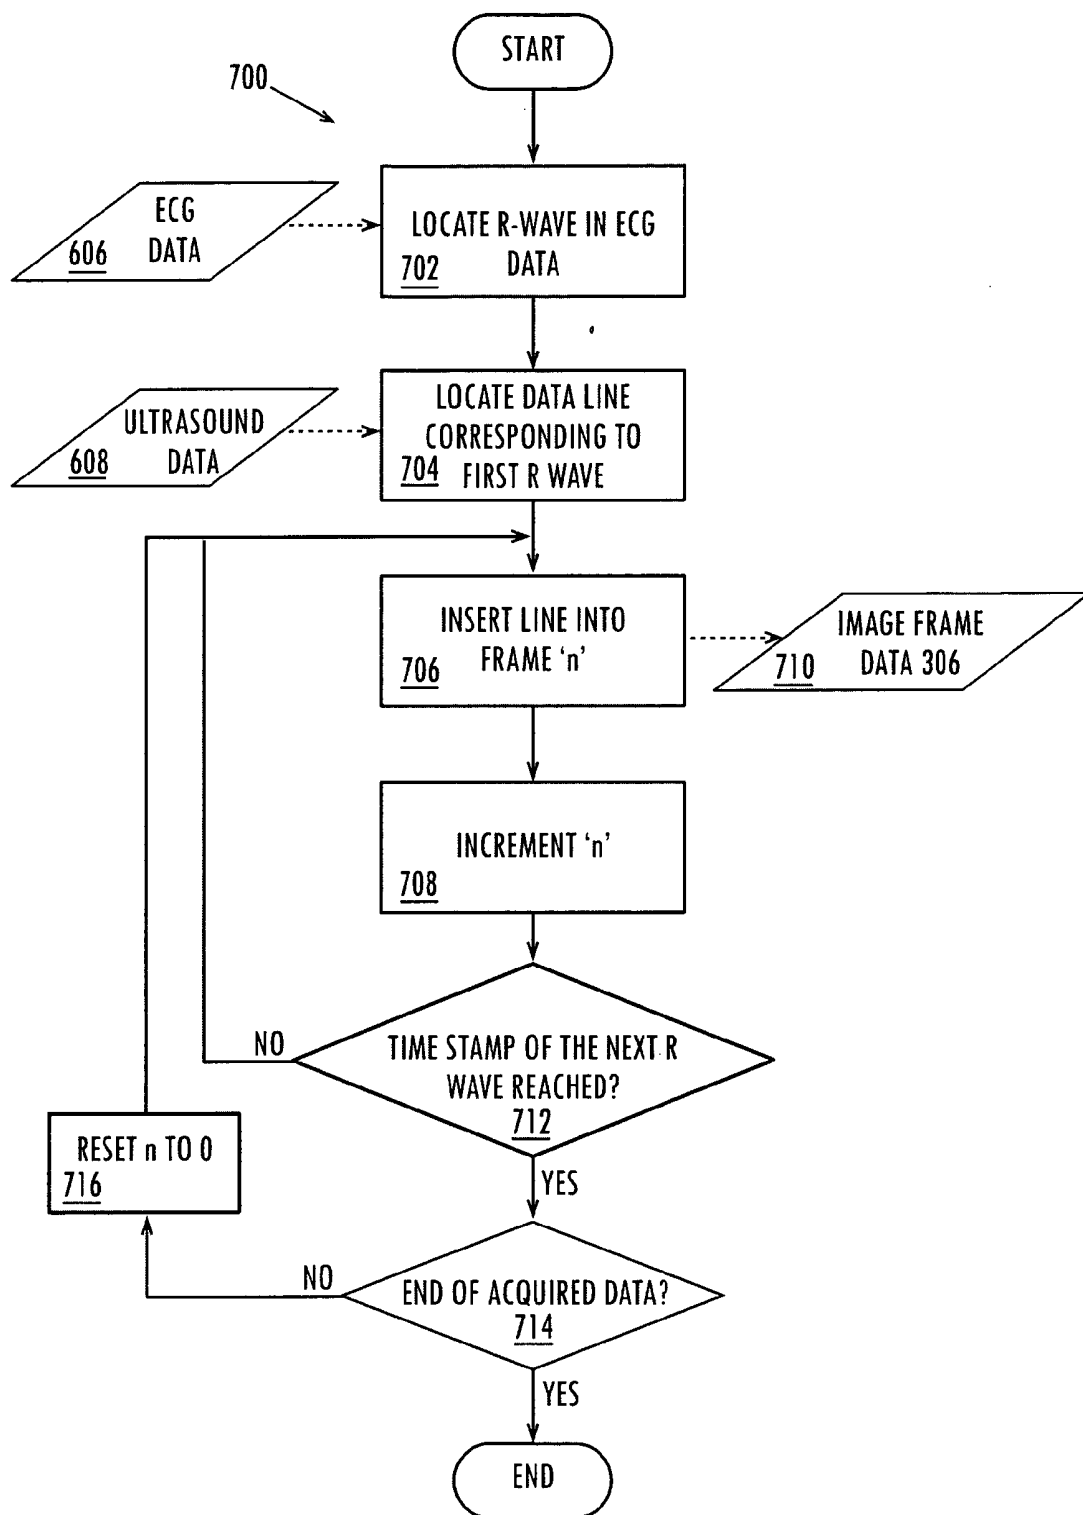 START
700
ECG
DATA
606
LOCATE R-WAVE IN ECG
DATA
702
ULTRASOUND
DATA
608
LOCATE DATA LINE
CORRESPONDING TO
FIRST R WAVE
704
INSERT LINE INTO
FRAME ‘n’
706
IMAGE FRAME
DATA 306
710
INCREMENT ‘n’
708
NO
TIME STAMP OF THE NEXT R
WAVE REACHED?
712
RESET n TO 0
716
YES
NO
END OF ACQUIRED DATA?
714
YES
END